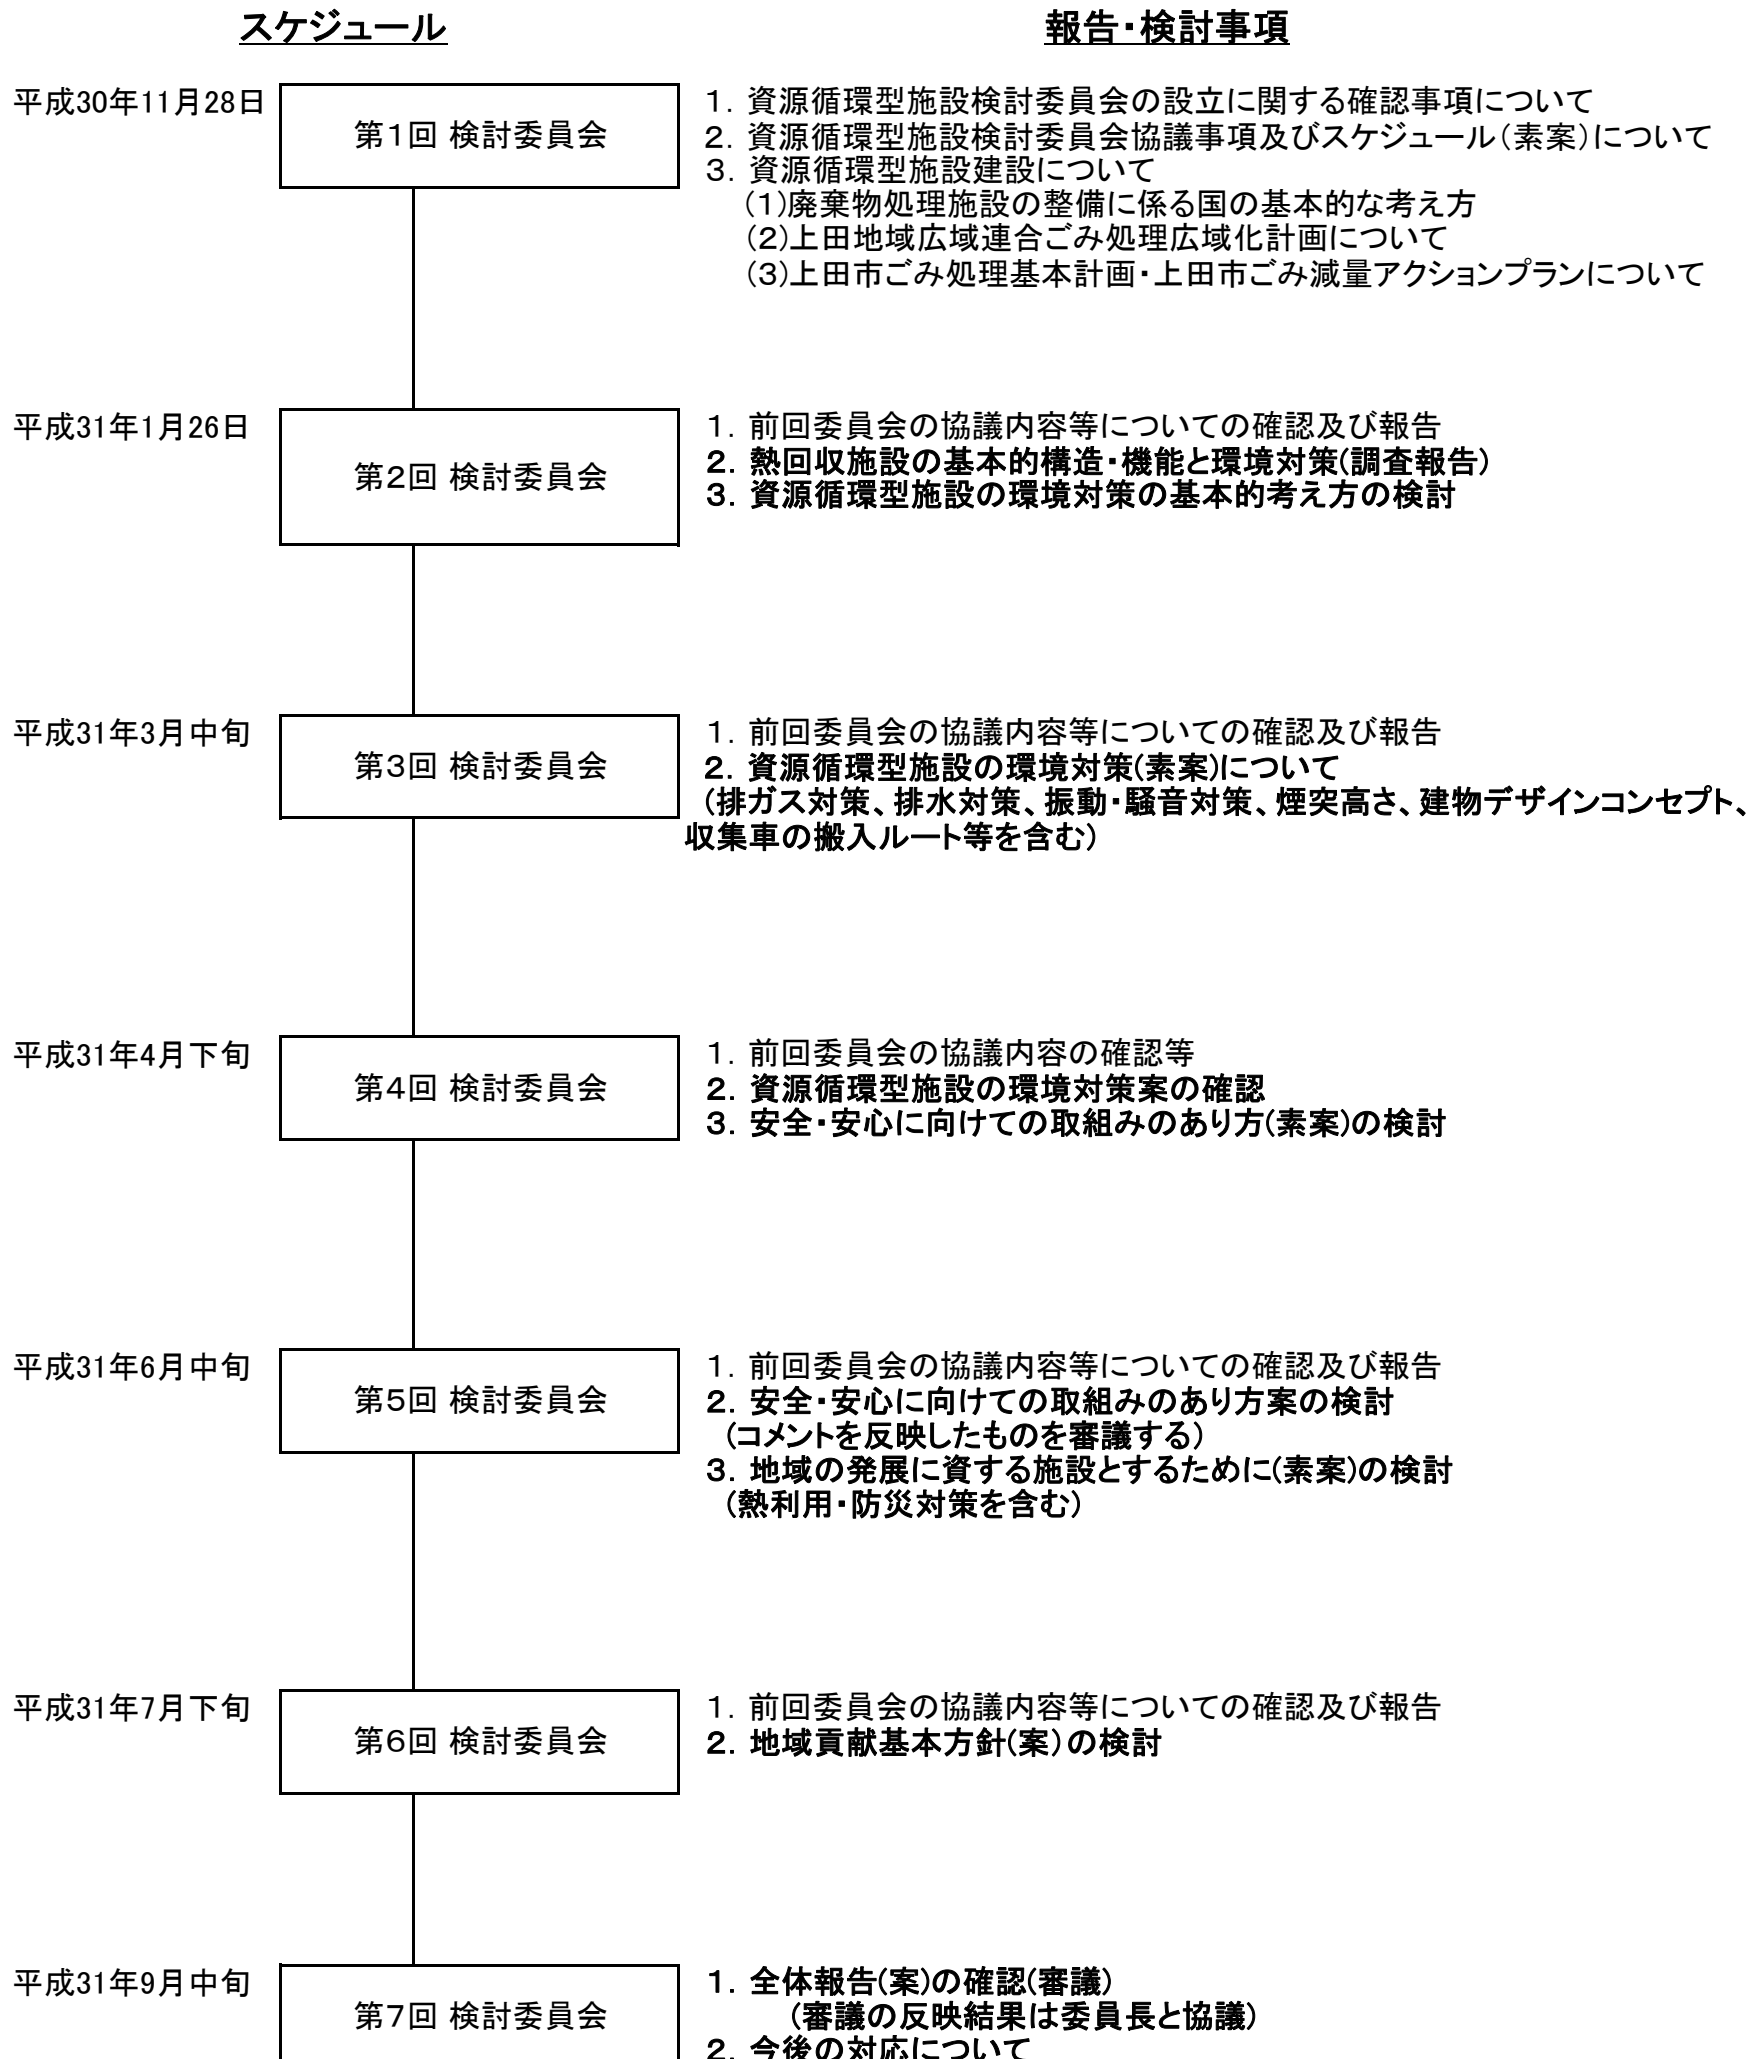 スケジュール
報告・検討事項
平成30年11月28日
第1回 検討委員会
1. 資源循環型施設検討委員会の設立に関する確認事項について
2. 資源循環型施設検討委員会協議事項及びスケジュール(素案)について
3. 資源循環型施設建設について
(1)廃棄物処理施設の整備に係る国の基本的な考え方
(2)上田地域広域連合ごみ処理広域化計画について
(3)上田市ごみ処理基本計画・上田市ごみ減量アクションプランについて
平成31年1月26日
第2回 検討委員会
1. 前回委員会の協議内容等についての確認及び報告
2. 熱回収施設の基本的構造・機能と環境対策(調査報告)
3. 資源循環型施設の環境対策の基本的考え方の検討
平成31年3月中旬
第3回 検討委員会
1. 前回委員会の協議内容等についての確認及び報告
2. 資源循環型施設の環境対策(素案)について
(排ガス対策、排水対策、振動・騒音対策、煙突高さ、建物デザインコンセプト、
収集車の搬入ルート等を含む)
平成31年4月下旬
第4回 検討委員会
1. 前回委員会の協議内容の確認等
2. 資源循環型施設の環境対策案の確認
3. 安全・安心に向けての取組みのあり方(素案)の検討
平成31年6月中旬
第5回 検討委員会
1. 前回委員会の協議内容等についての確認及び報告
2. 安全・安心に向けての取組みのあり方案の検討
(コメントを反映したものを審議する)
3. 地域の発展に資する施設とするために(素案)の検討
(熱利用・防災対策を含む)
平成31年7月下旬
第6回 検討委員会
1. 前回委員会の協議内容等についての確認及び報告
2. 地域貢献基本方針(案)の検討
平成31年9月中旬
第7回 検討委員会
1. 全体報告(案)の確認(審議)
(審議の反映結果は委員長と協議)
2. 今後の対応について